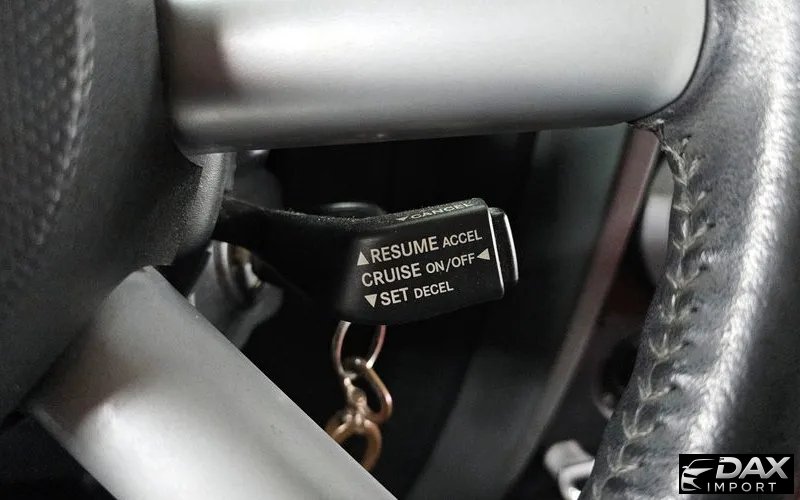 ▼CANCEL
▲RESUME ACCEL
CRUISE ON/OFF◀
▼SET DECEL
DAX
IMPORT